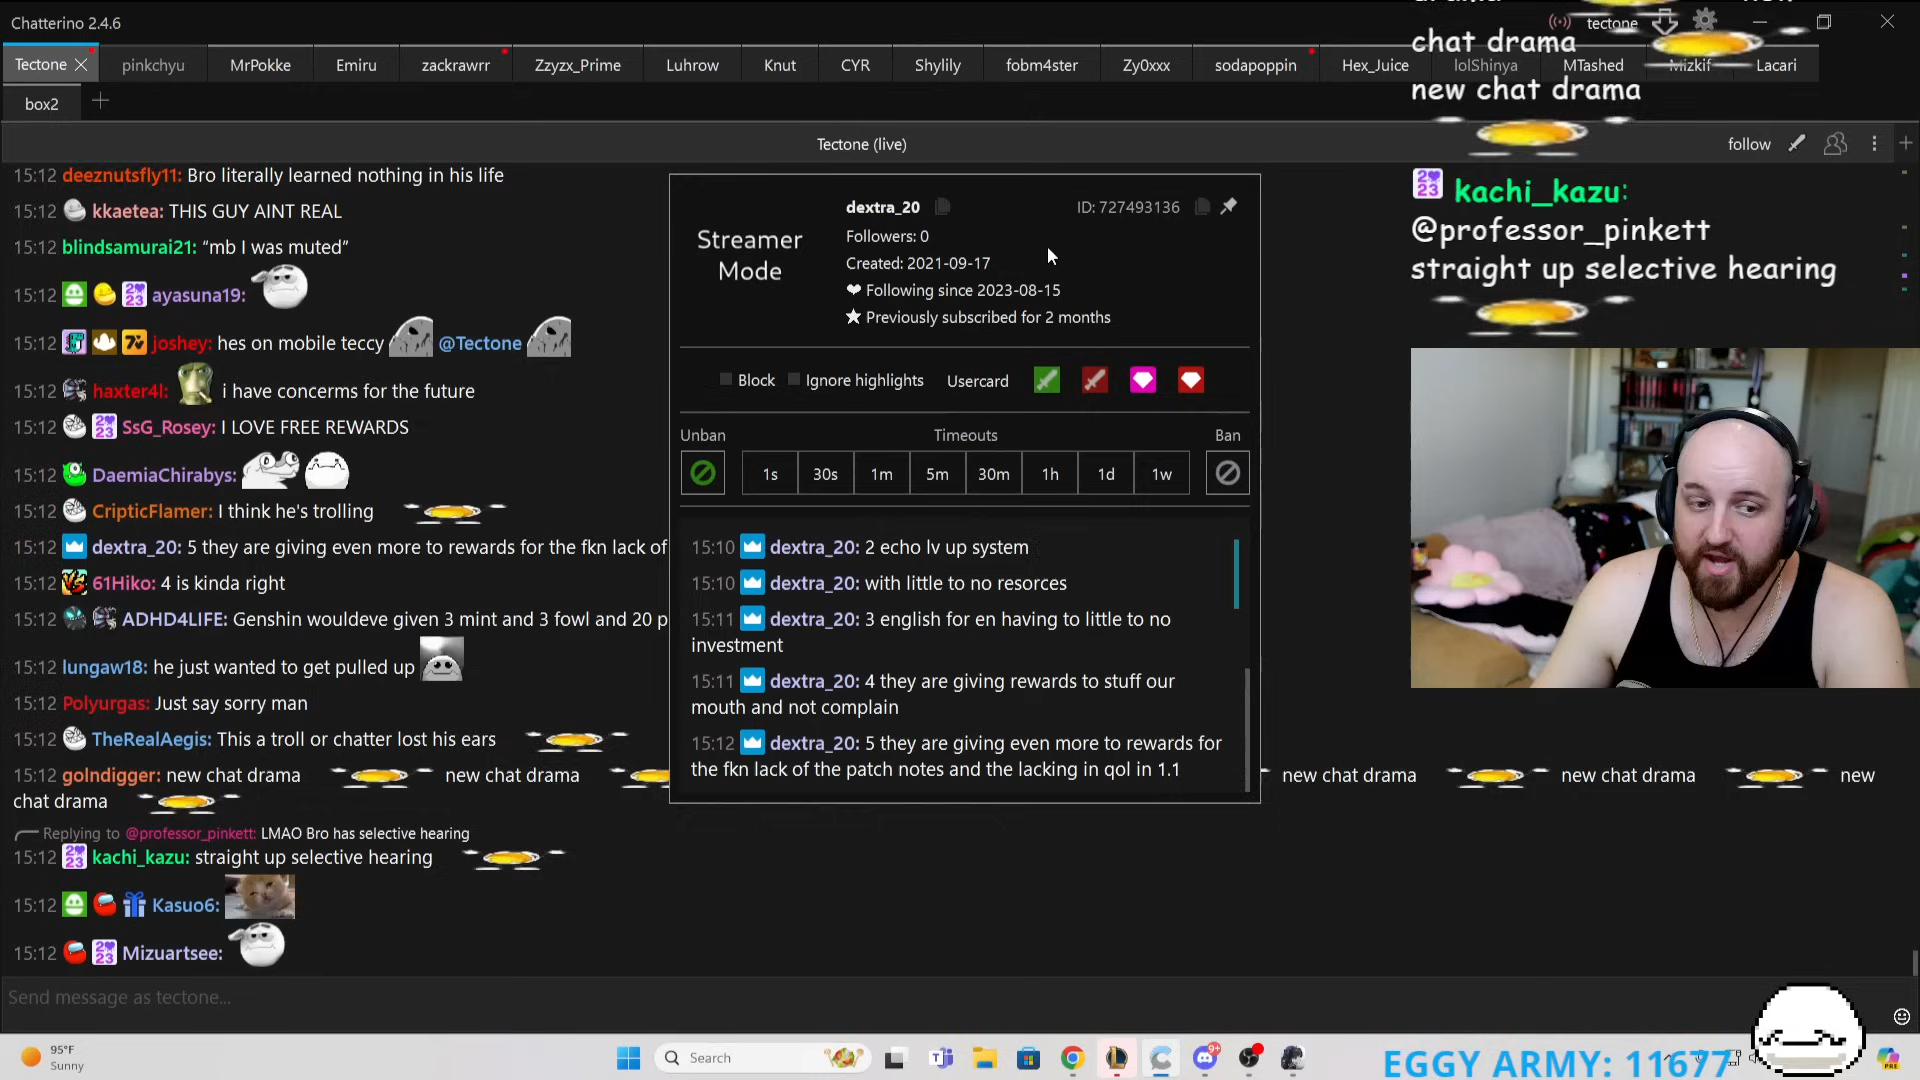 Chatterino 2.4.6
tectone
Tectone
pinkchyu
MrPokke
Emiru
zackrawrr
Zzyzx_Prime
Luhrow
Knut
CYR
Shylily
fobm4ster
Zy0xxx
sodapoppin
Hex_Juice
lolShinya
MTashed
Mizkif
Lacari
box2
Tectone (live)
follow
15:12 deeznutsfly11: Bro literally learned nothing in his life
15:12 kkaetea: THIS GUY AINT REAL
15:12 blindsamurai21: “mb I was muted”
15:12 ayasuna19:
15:12 joshey: hes on mobile teccy @Tectone
15:12 haxter4l: i have concerns for the future
15:12 SsG_Rosey: I LOVE FREE REWARDS
15:12 DaemiaChirabys:
15:12 CripticFlamer: I think he's trolling
15:12 dextra_20: 5 they are giving even more to rewards for the fkn lack of
15:12 61Hiko: 4 is kinda right
15:12 ADHD4LIFE: Genshin wouldeve given 3 mint and 3 fowl and 20 p
15:12 lungaw18: he just wanted to get pulled up
15:12 Polyurgas: Just say sorry man
15:12 TheRealAegis: This a troll or chatter lost his ears
15:12 golndigger: new chat drama new chat drama new chat drama new chat drama new
chat drama
Replying to @professor_pinkett: LMAO Bro has selective hearing
15:12 kachi_kazu: straight up selective hearing
15:12 Kasuo6:
15:12 Mizuartsee:
Send message as tectone...
Streamer
Mode
dextra_20
ID: 727493136
Followers: 0
Created: 2021-09-17
Following since 2023-08-15
Previously subscribed for 2 months
Block
Ignore highlights
Usercard
Unban
Timeouts
Ban
1s
30s
1m
5m
30m
1h
1d
1w
15:10 dextra_20: 2 echo lv up system
15:10 dextra_20: with little to no resorces
15:11 dextra_20: 3 english for en having to little to no
investment
15:11 dextra_20: 4 they are giving rewards to stuff our
mouth and not complain
15:12 dextra_20: 5 they are giving even more to rewards for
the fkn lack of the patch notes and the lacking in qol in 1.1
chat drama
new chat drama
kachi_kazu:
@professor_pinkett
straight up selective hearing
95°F
Sunny
Search
9+
EGGY ARMY: 11677